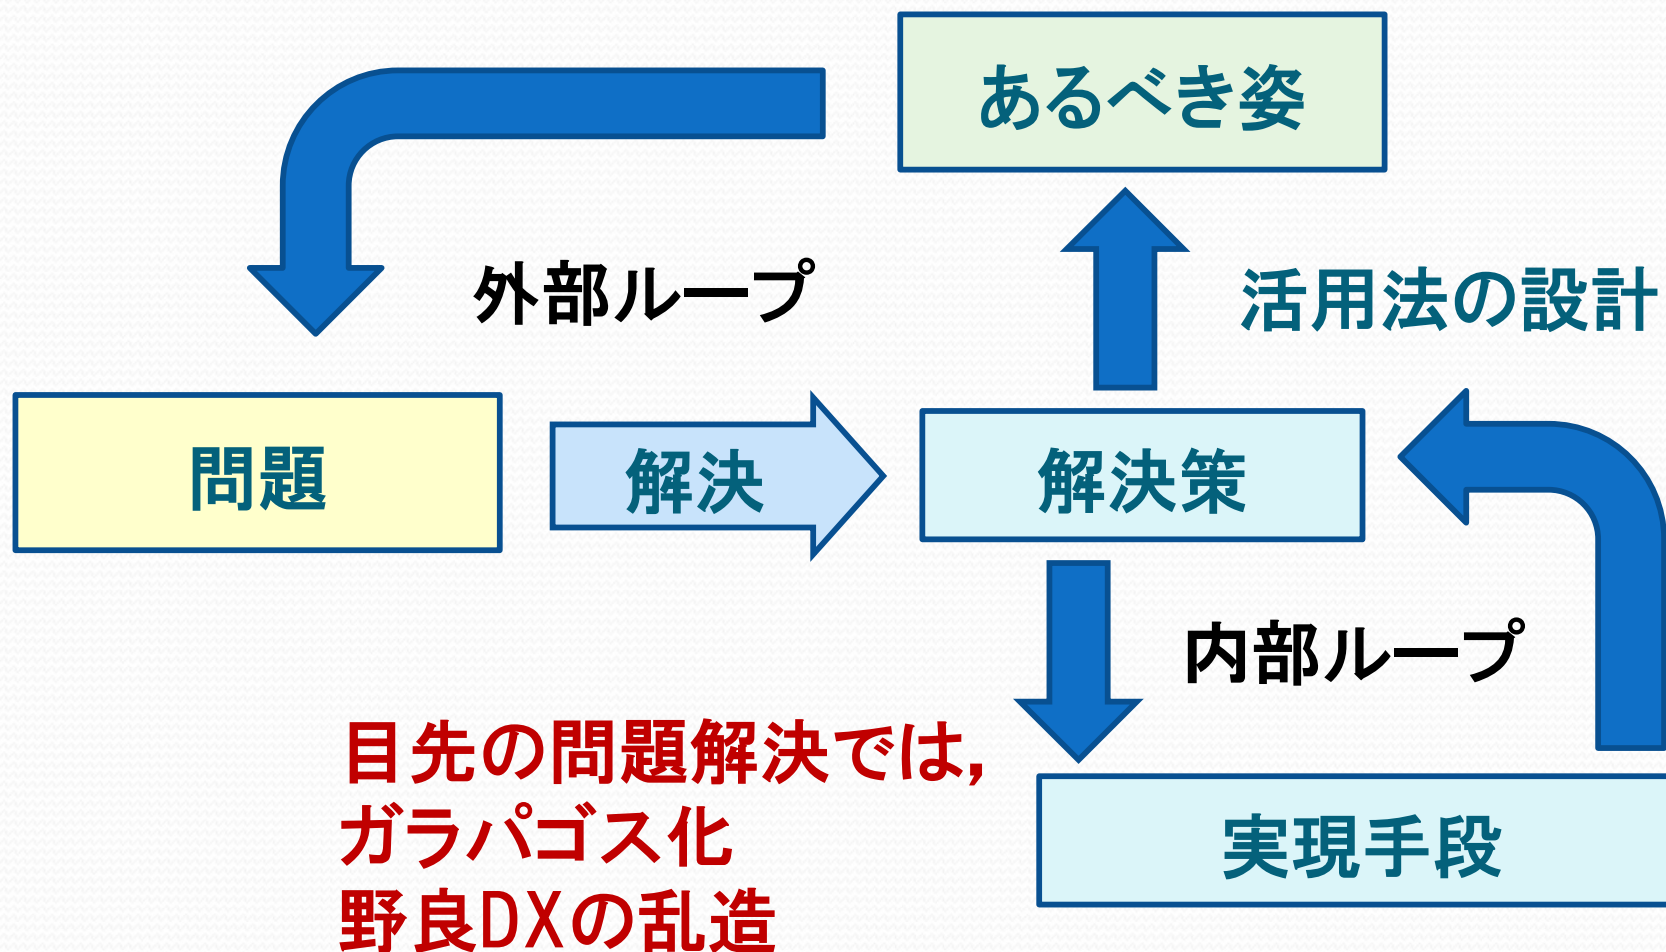 あるべき姿
外部ループ
活用法の設計
問題
解決
解決策
内部ループ
目先の問題解決では，
ガラパゴス化
野良DXの乱造
実現手段